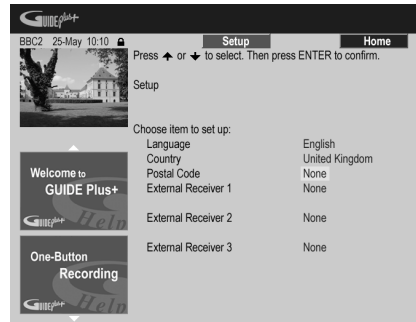 GUIDE Plus+
BBC2 25-May 10:10 Setup Home
Press or to select. Then press ENTER to confirm.
Setup
Choose item to set up:
Language English
Country United Kingdom
Postal Code None
External Receiver 1 None
External Receiver 2 None
External Receiver 3 None
Welcome to
GUIDE Plus+
GUIDE Plus+ Help
One-Button
Recording
GUIDE Plus+ Help